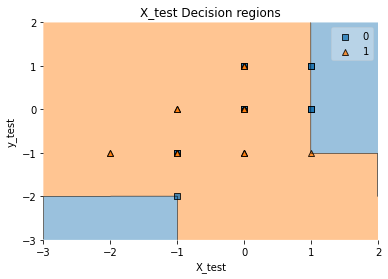 X_test Decision regions
0
1
2
1
0
−1
−2
−3
y_test
−3 −2 −1 0 1 2
X_test